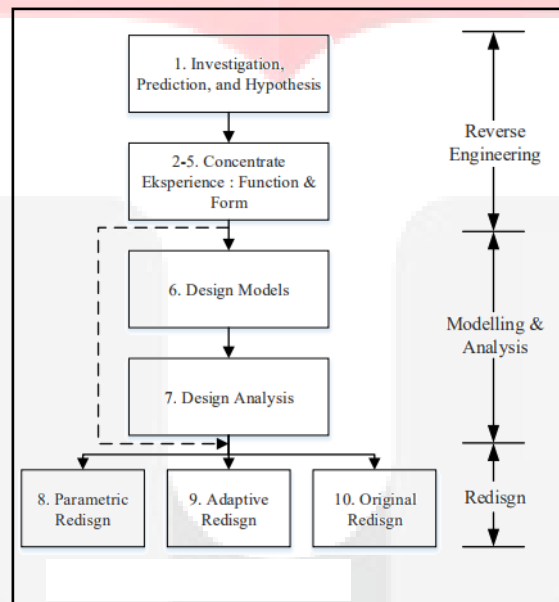 1. Investigation,
Prediction, and Hypothesis
Reverse
Engineering
2-5. Concentrate
Eksperience : Function &
Form
6. Design Models
Modelling &
Analysis
7. Design Analysis
8. Parametric
Redisgn
9. Adaptive
Redisgn
10. Original
Redisgn
Redisgn